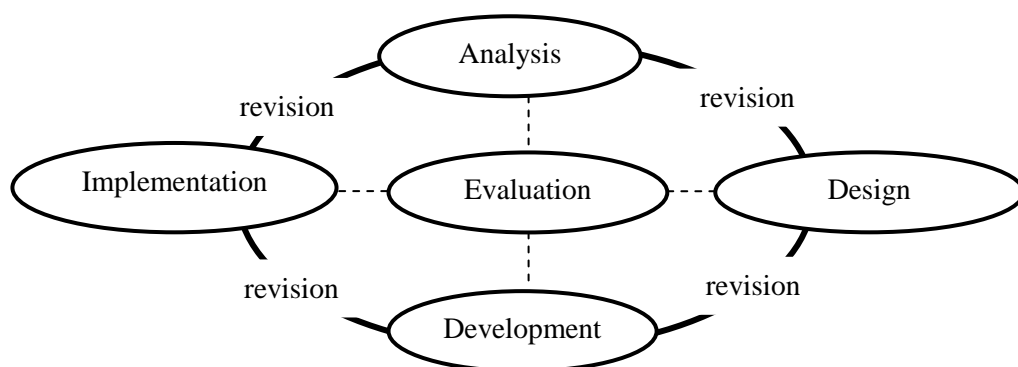 Analysis
revision
revision
Implementation
Evaluation
Design
revision
revision
Development